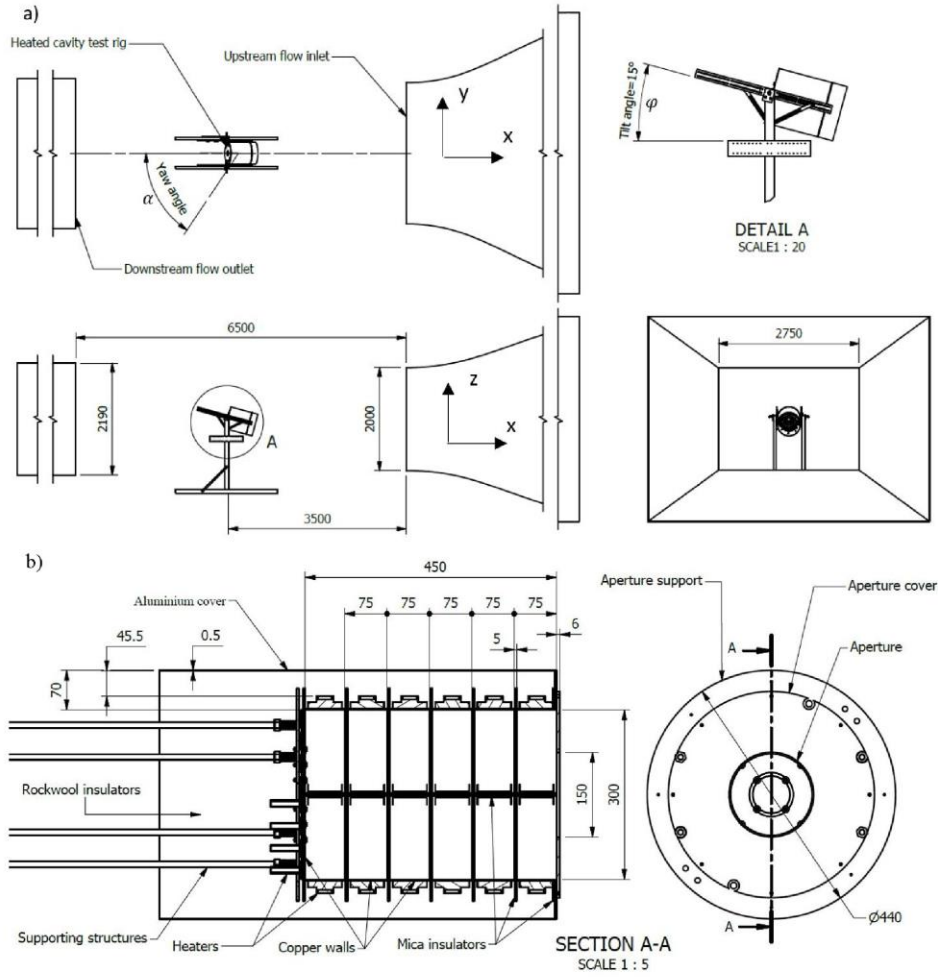 a)
Heated cavity test rig
Upstream flow inlet
y
x
Yaw angle
α
Downstream flow outlet
Tilt angle=15°
φ
DETAIL A
SCALE1 : 20
6500
2190
A
2000
z
x
3500
2750
b)
450
Aluminium cover
75
75
75
75
75
45.5
0.5
6
5
70
Rockwool insulators
150
300
Supporting structures
Heaters
Copper walls
Mica insulators
SECTION A-A
SCALE 1 : 5
Aperture support
Aperture cover
A
Aperture
A
Ø440